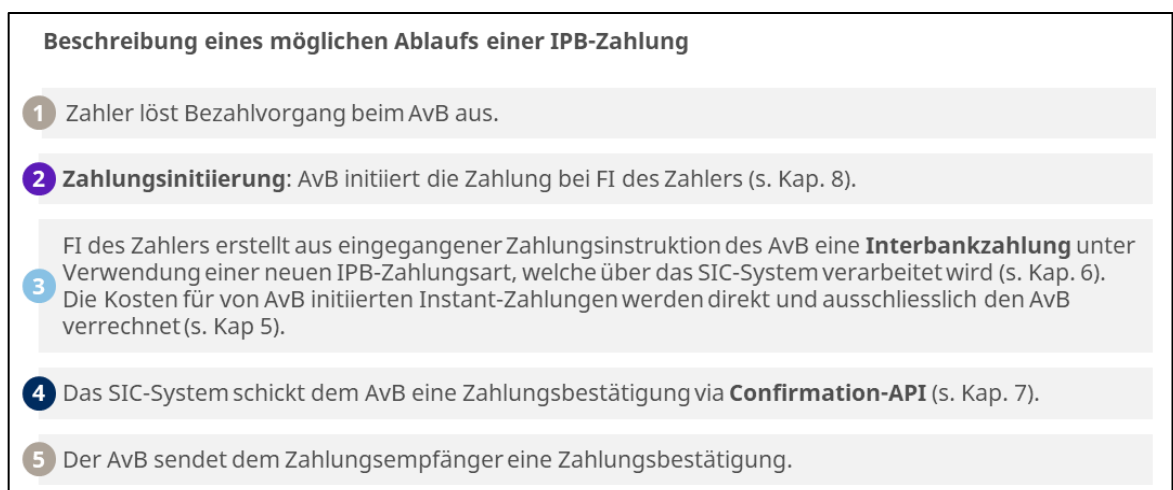 Beschreibung eines möglichen Ablaufs einer IPB-Zahlung
1 Zahler löst Bezahlvorgang beim AvB aus.
2 Zahlungsinitiierung: AvB initiiert die Zahlung bei FI des Zahlers (s. Kap. 8).
FI des Zahlers erstellt aus eingegangener Zahlungsinstruktion des AvB eine Interbankzahlung unter
3 Verwendung einer neuen IPB-Zahlungsart, welche über das SIC-System verarbeitet wird (s. Kap. 6).
Die Kosten für von AvB initiierten Instant-Zahlungen werden direkt und ausschliesslich den AvB
verrechnet (s. Kap 5).
4 Das SIC-System schickt dem AvB eine Zahlungsbestätigung via Confirmation-API (s. Kap. 7).
5 Der AvB sendet dem Zahlungsempfänger eine Zahlungsbestätigung.